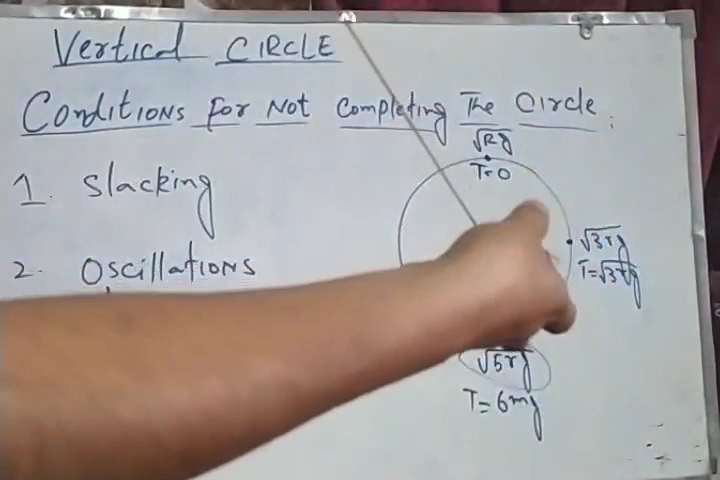 Vertical CIRCLE
Conditions for Not Completing The Circle :
√Rg
T=0
1. Slacking
√3rg
T=√3rg
2. Oscillations
√5rg
T=6mg